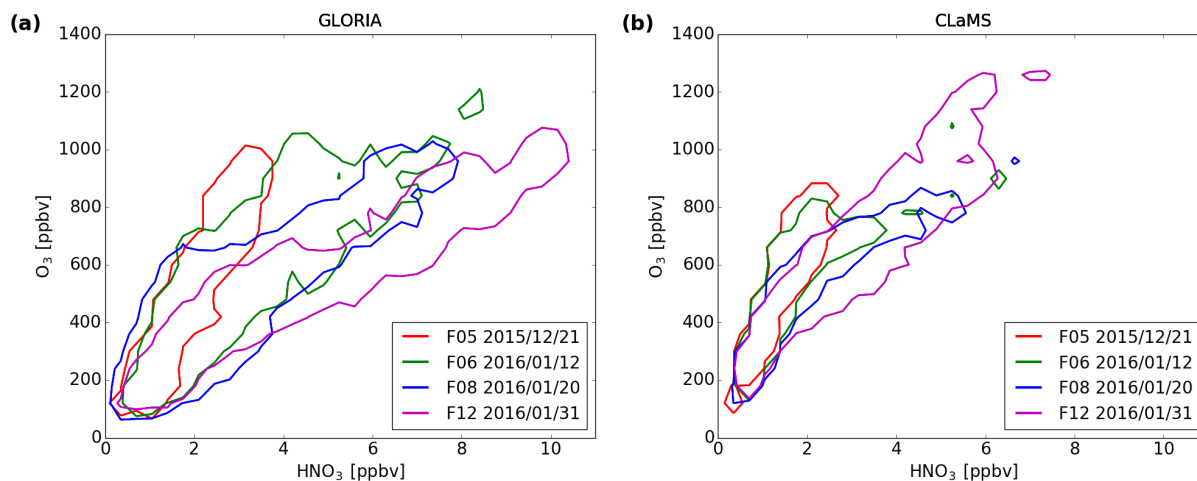 (a)
GLORIA
1400
1200
1000
800
600
400
200
0
O₃ [ppbv]
0 2 4 6 8 10
HNO₃ [ppbv]
F05 2015/12/21
F06 2016/01/12
F08 2016/01/20
F12 2016/01/31
(b)
CLaMS
1400
1200
1000
800
600
400
200
0
O₃ [ppbv]
0 2 4 6 8 10
HNO₃ [ppbv]
F05 2015/12/21
F06 2016/01/12
F08 2016/01/20
F12 2016/01/31